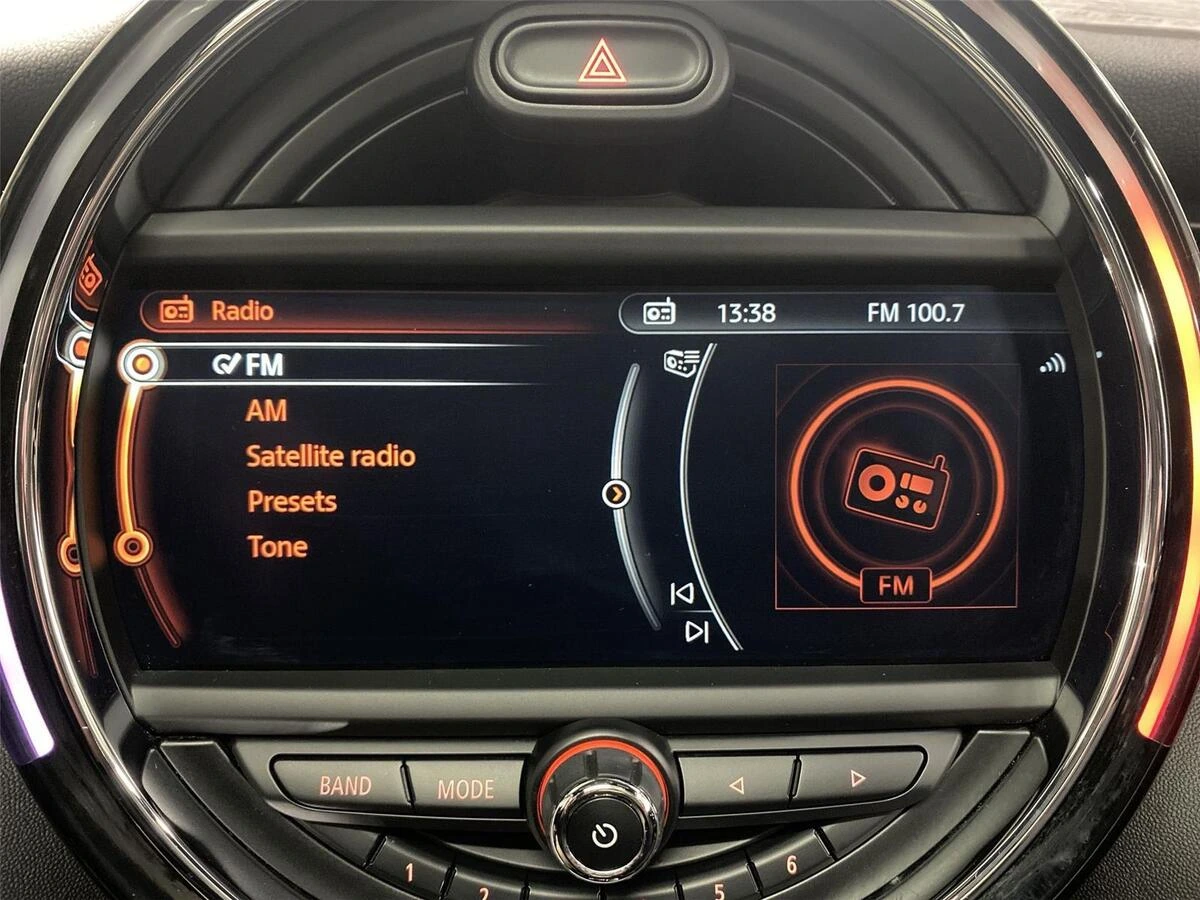 Radio
13:38
FM 100.7
FM
AM
Satellite radio
Presets
Tone
FM
BAND
MODE
1
2
5
6